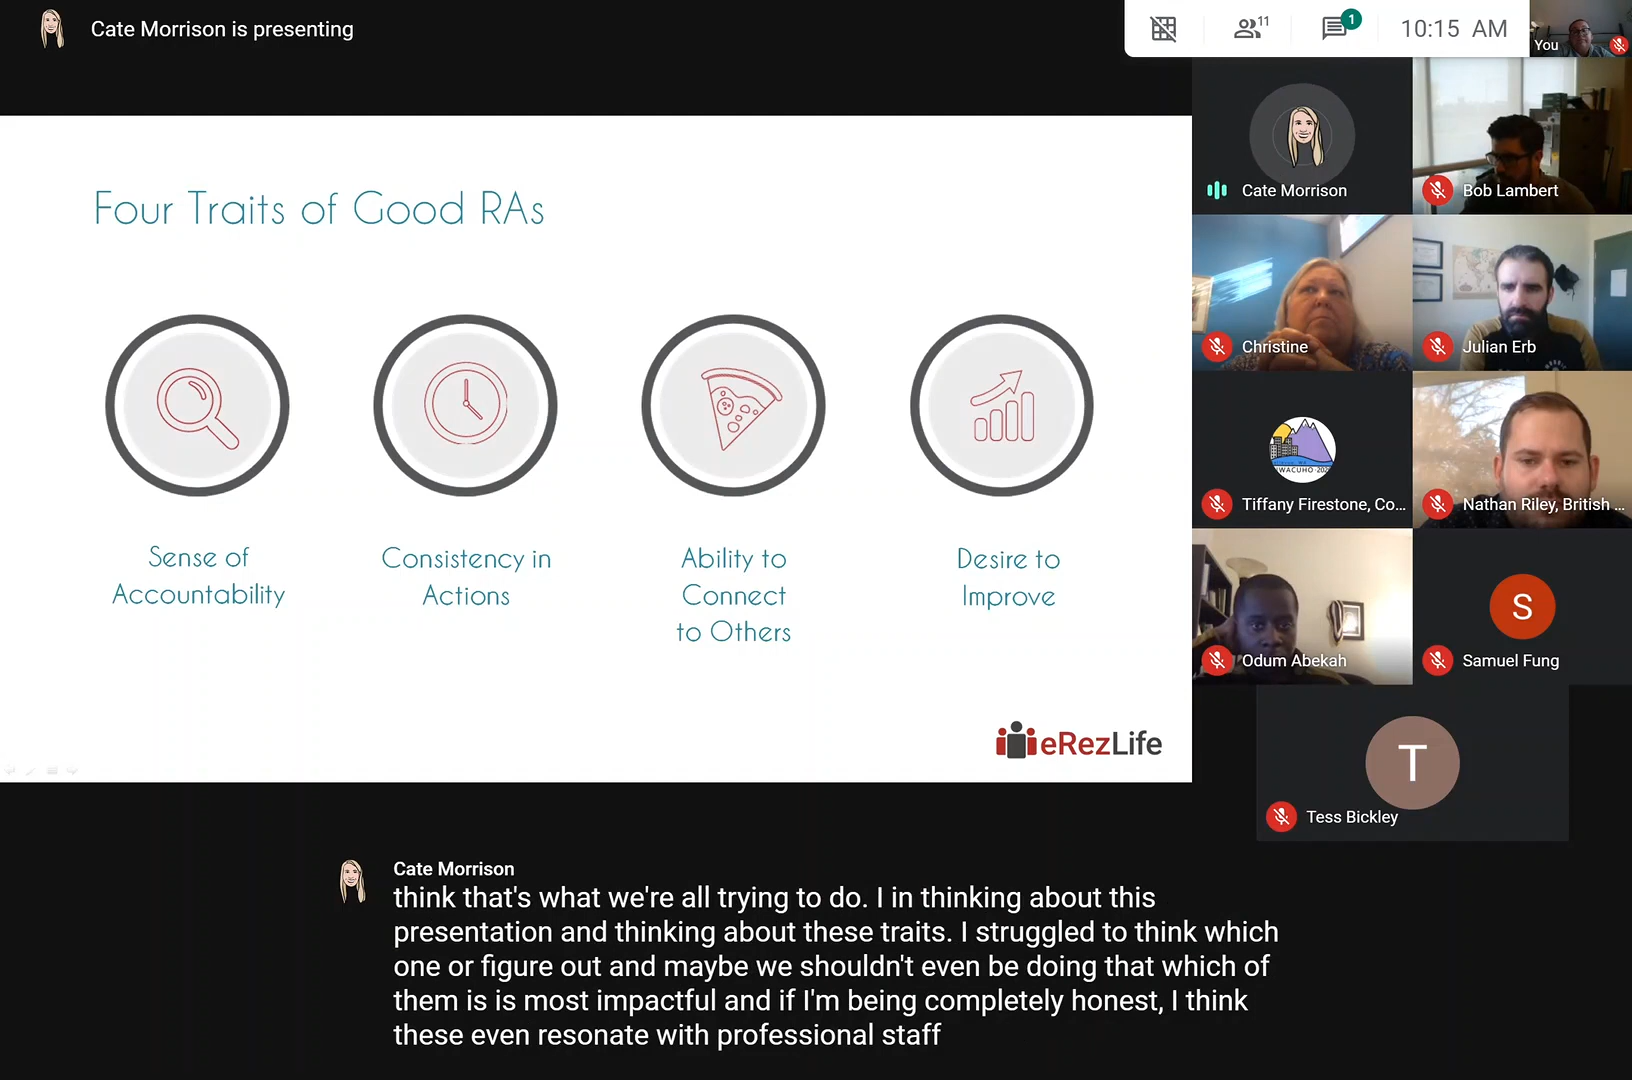 Cate Morrison is presenting
11
1
10:15 AM
You
Four Traits of Good RAs
Sense of
Accountability
Consistency in
Actions
Ability to
Connect
to Others
Desire to
Improve
eRezLife
Cate Morrison
Bob Lambert
Christine
Julian Erb
Tiffany Firestone, Co...
Nathan Riley, British ...
Odum Abekah
S
Samuel Fung
T
Tess Bickley
Cate Morrison
think that's what we're all trying to do. I in thinking about this
presentation and thinking about these traits. I struggled to think which
one or figure out and maybe we shouldn't even be doing that which of
them is is most impactful and if I'm being completely honest, I think
these even resonate with professional staff